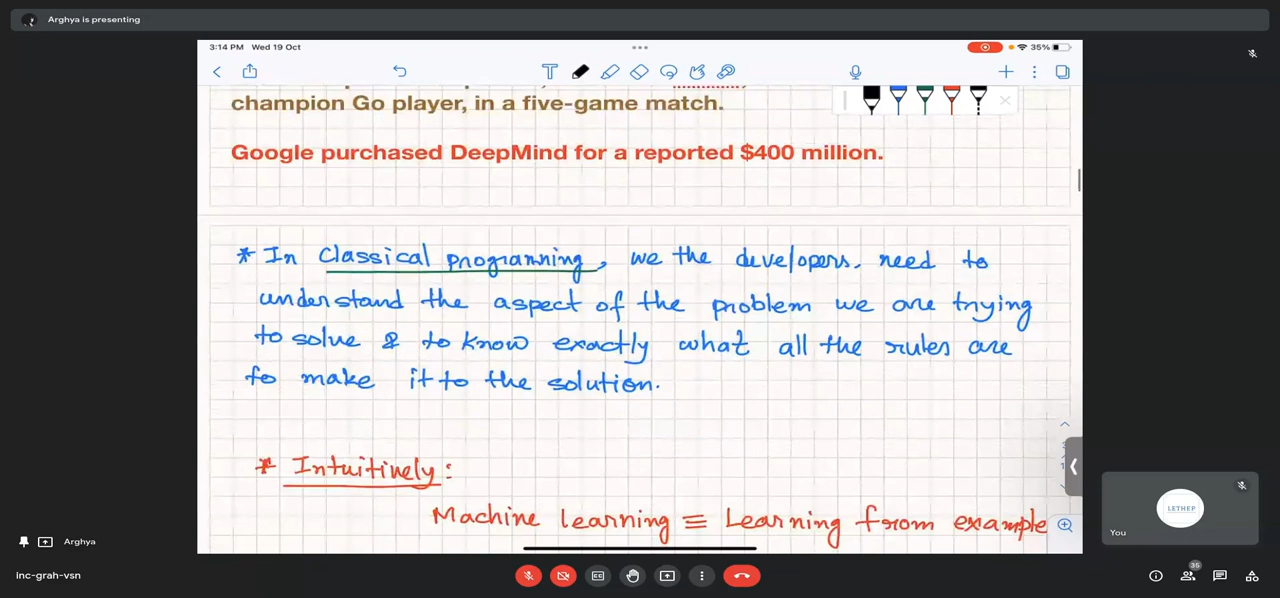 Arghya is presenting
3:14 PM Wed 19 Oct
35%
champion Go player, in a five-game match.
Google purchased DeepMind for a reported $400 million.
* In Classical programming, we the developers. need to
understand the aspect of the problem we are trying
to solve & to know exactly what all the rules are
to make it to the solution.
* Intuitively:
Machine learning ≡ Learning from example
LETHEP
You
Arghya
lnc-grah-vsn
CC
35